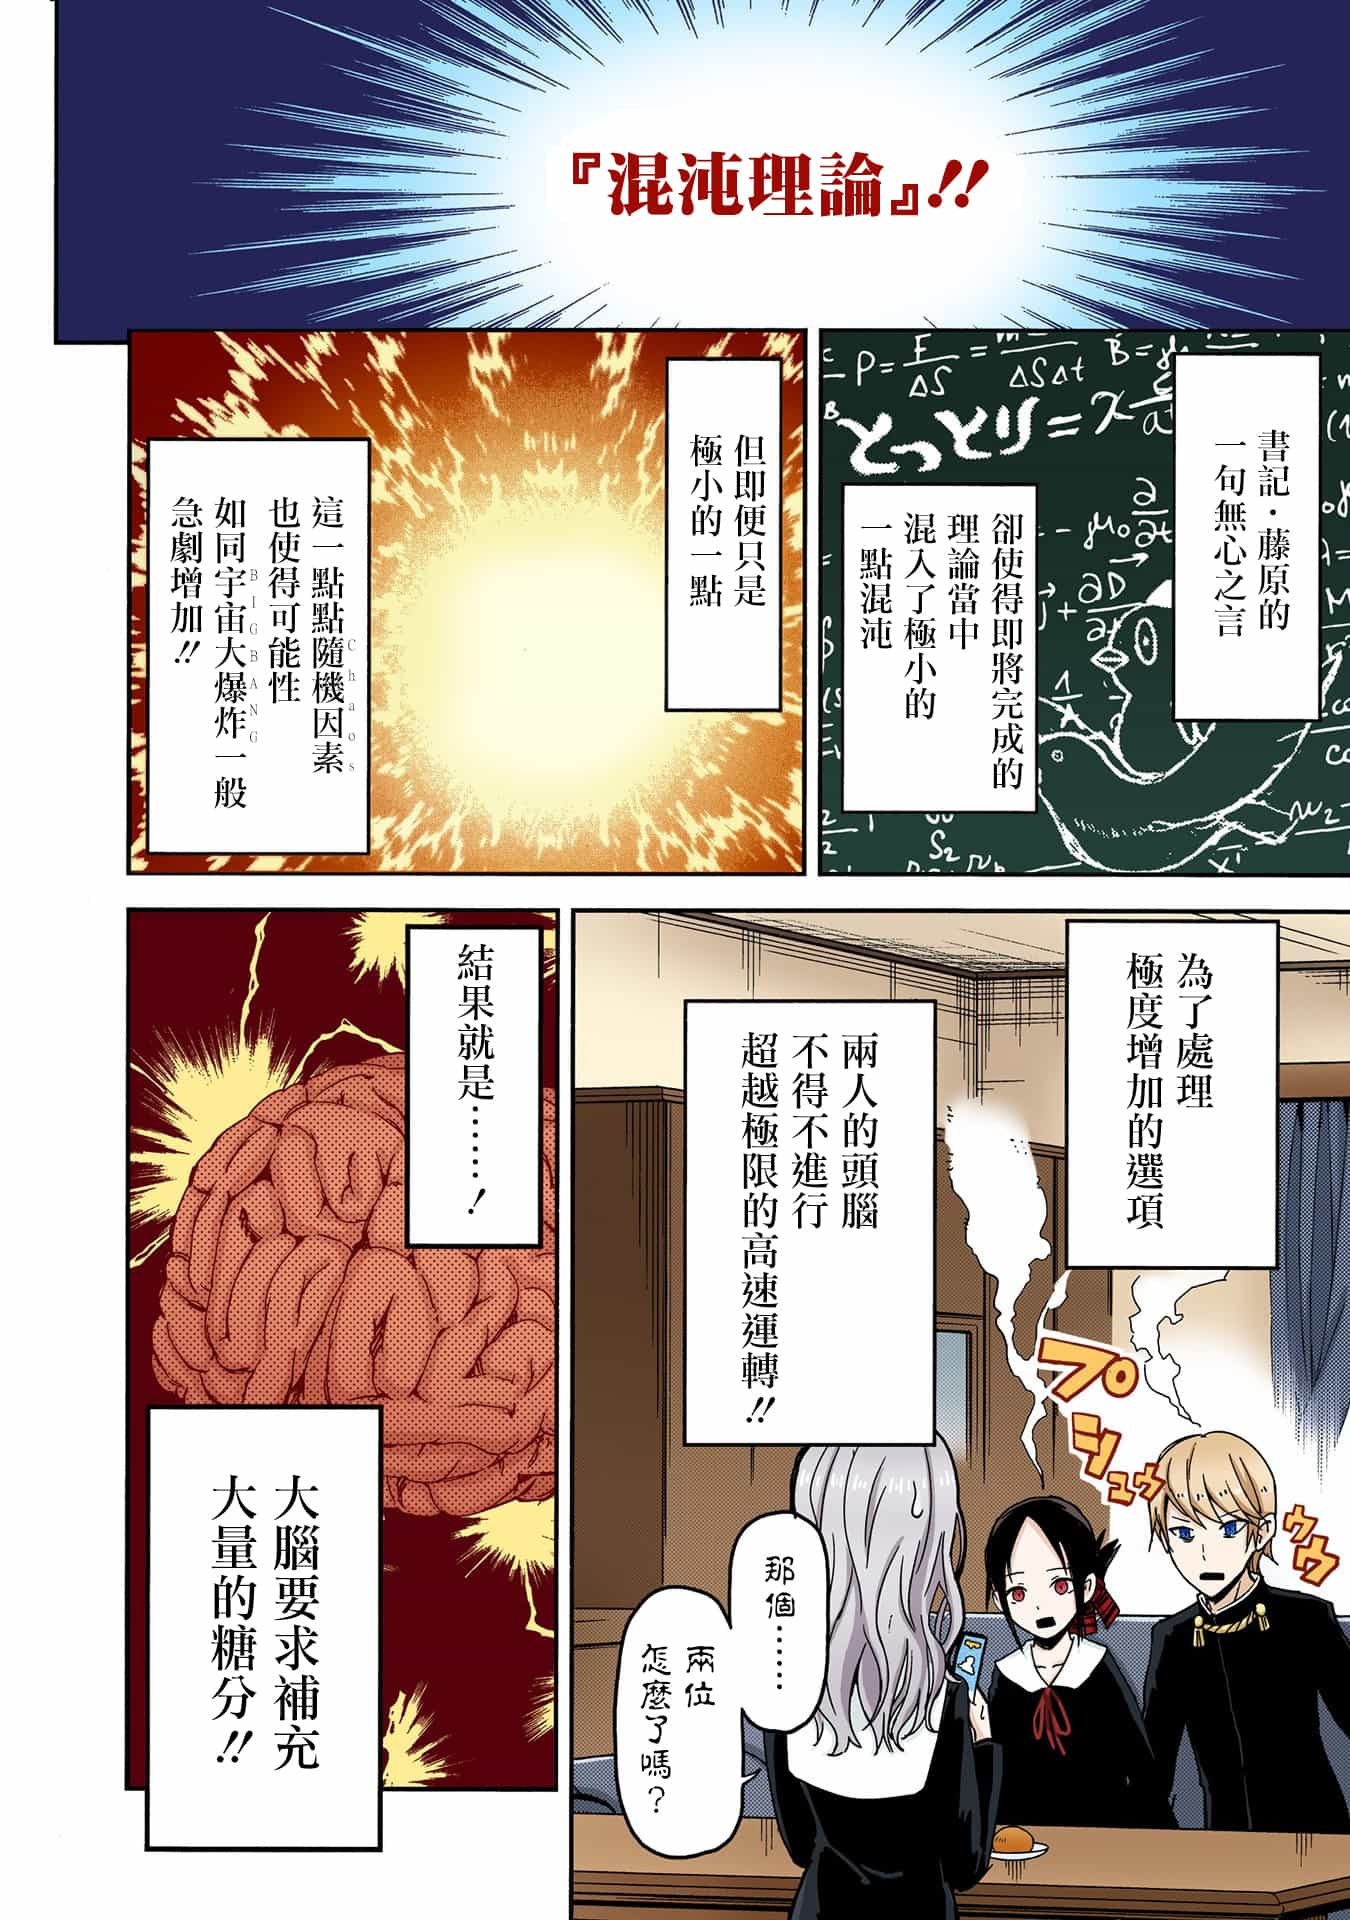 『混沌理論』!!
書記・藤原的
一句無心之言
卻使得即將完成的
理論當中
混入了極小的
一點混沌
P=E/ΔS=
ΔSΔt
B=
とっとり=
但即便只是
極小的一點
這一點點隨機因素
Chaos
也使得可能性
如同宇宙大爆炸一般
BIGBANG
急劇增加!!
為了處理
極度增加的選項
兩人的頭腦
不得不進行
超越極限的高速運轉!!
プシュウウウ
那個……
兩位
怎麼了嗎？
結果就是……！
大腦要求補充
大量的糖分!!